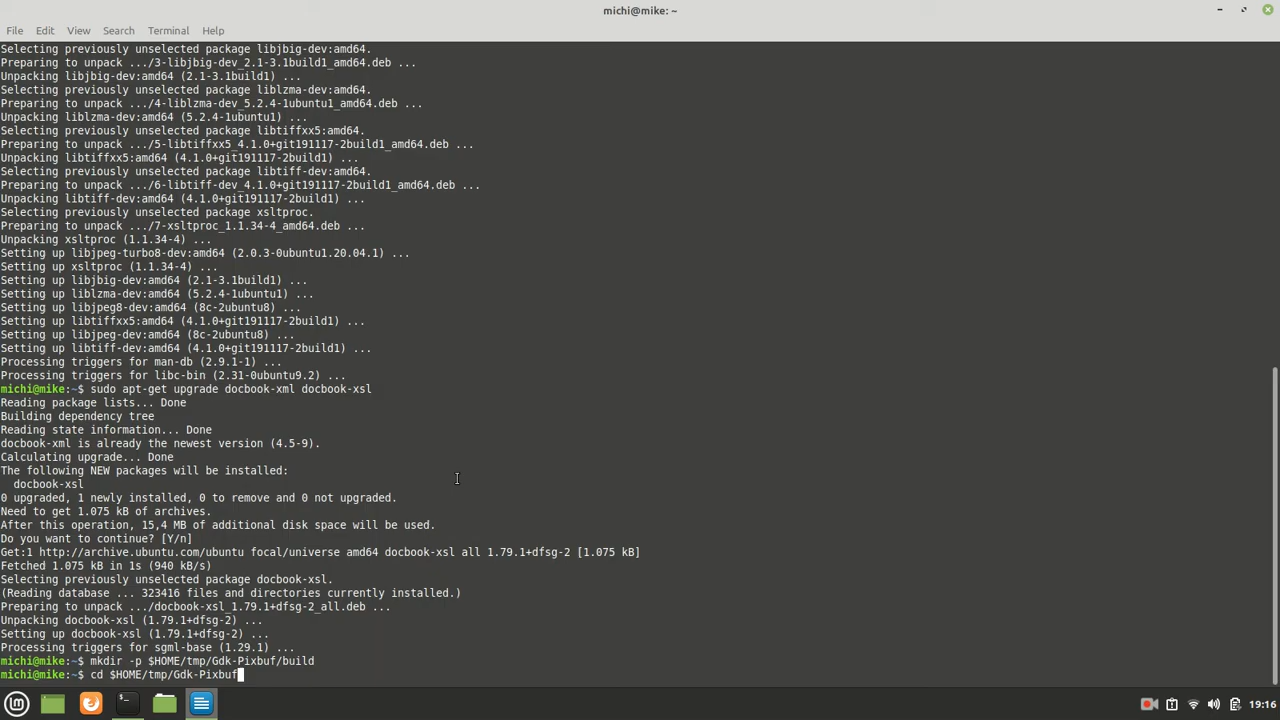 michi@mike: ~
File Edit View Search Terminal Help
Selecting previously unselected package libjbig-dev:amd64.
Preparing to unpack .../3-libjbig-dev_2.1-3.1build1_amd64.deb ...
Unpacking libjbig-dev:amd64 (2.1-3.1build1) ...
Selecting previously unselected package liblzma-dev:amd64.
Preparing to unpack .../4-liblzma-dev_5.2.4-1ubuntu1_amd64.deb ...
Unpacking liblzma-dev:amd64 (5.2.4-1ubuntu1) ...
Selecting previously unselected package libtiffxx5:amd64.
Preparing to unpack .../5-libtiffxx5_4.1.0+git191117-2build1_amd64.deb ...
Unpacking libtiffxx5:amd64 (4.1.0+git191117-2build1) ...
Selecting previously unselected package libtiff-dev:amd64.
Preparing to unpack .../6-libtiff-dev_4.1.0+git191117-2build1_amd64.deb ...
Unpacking libtiff-dev:amd64 (4.1.0+git191117-2build1) ...
Selecting previously unselected package xsltproc.
Preparing to unpack .../7-xsltproc_1.1.34-4_amd64.deb ...
Unpacking xsltproc (1.1.34-4) ...
Setting up libjpeg-turbo8-dev:amd64 (2.0.3-0ubuntu1.20.04.1) ...
Setting up xsltproc (1.1.34-4) ...
Setting up libjbig-dev:amd64 (2.1-3.1build1) ...
Setting up liblzma-dev:amd64 (5.2.4-1ubuntu1) ...
Setting up libjpeg8-dev:amd64 (8c-2ubuntu8) ...
Setting up libtiffxx5:amd64 (4.1.0+git191117-2build1) ...
Setting up libjpeg-dev:amd64 (8c-2ubuntu8) ...
Setting up libtiff-dev:amd64 (4.1.0+git191117-2build1) ...
Processing triggers for man-db (2.9.1-1) ...
Processing triggers for libc-bin (2.31-0ubuntu9.2) ...
michi@mike:~$ sudo apt-get upgrade docbook-xml docbook-xsl
Reading package lists... Done
Building dependency tree
Reading state information... Done
docbook-xml is already the newest version (4.5-9).
Calculating upgrade... Done
The following NEW packages will be installed:
docbook-xsl
0 upgraded, 1 newly installed, 0 to remove and 0 not upgraded.
Need to get 1.075 kB of archives.
After this operation, 15,4 MB of additional disk space will be used.
Do you want to continue? [Y/n]
Get:1 http://archive.ubuntu.com/ubuntu focal/universe amd64 docbook-xsl all 1.79.1+dfsg-2 [1.075 kB]
Fetched 1.075 kB in 1s (940 kB/s)
Selecting previously unselected package docbook-xsl.
(Reading database ... 323416 files and directories currently installed.)
Preparing to unpack .../docbook-xsl_1.79.1+dfsg-2_all.deb ...
Unpacking docbook-xsl (1.79.1+dfsg-2) ...
Setting up docbook-xsl (1.79.1+dfsg-2) ...
Processing triggers for sgml-base (1.29.1) ...
michi@mike:~$ mkdir -p $HOME/tmp/Gdk-Pixbuf/build
michi@mike:~$ cd $HOME/tmp/Gdk-Pixbuf
19:16